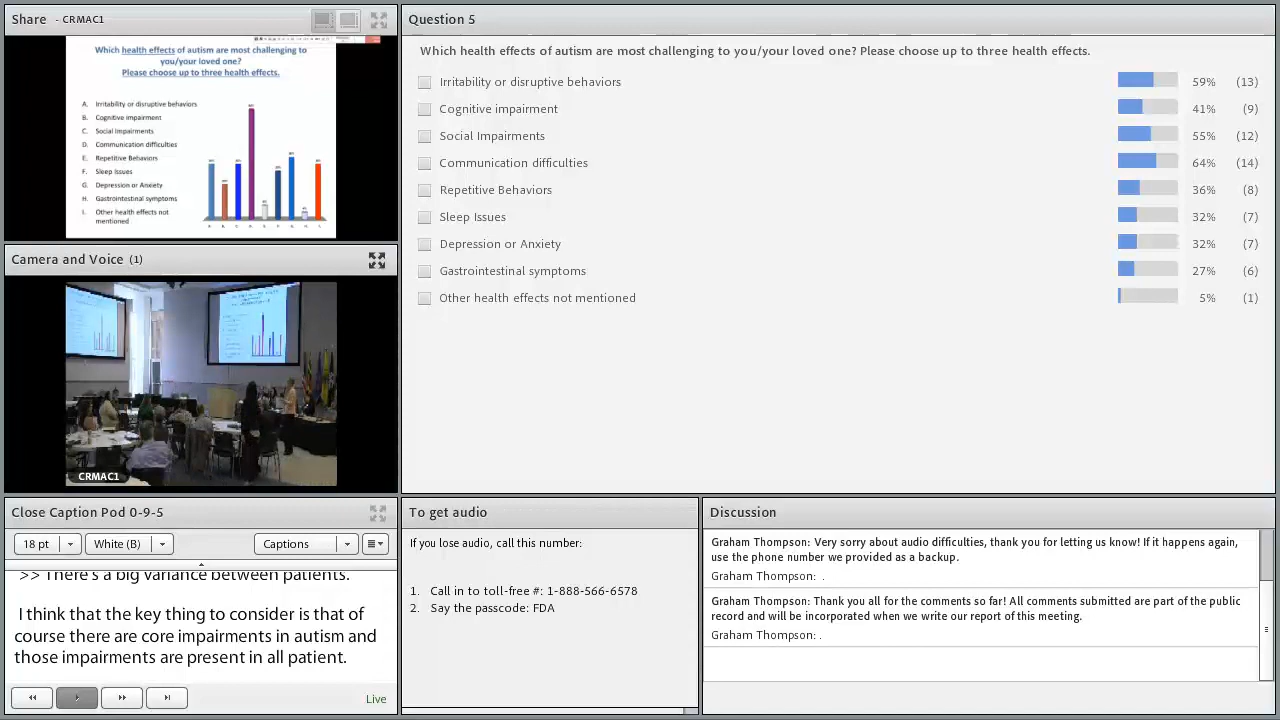 Share - CRMAC1
Which health effects of autism are most challenging to
you/your loved one?
Please choose up to three health effects.
A. Irritability or disruptive behaviors
B. Cognitive impairment
C. Social Impairments
D. Communication difficulties
E. Repetitive Behaviors
F. Sleep Issues
G. Depression or Anxiety
H. Gastrointestinal symptoms
I. Other health effects not
mentioned
Camera and Voice (1)
CRMAC1
Question 5
Which health effects of autism are most challenging to you/your loved one? Please choose up to three health effects.
Irritability or disruptive behaviors 59% (13)
Cognitive impairment 41% (9)
Social Impairments 55% (12)
Communication difficulties 64% (14)
Repetitive Behaviors 36% (8)
Sleep Issues 32% (7)
Depression or Anxiety 32% (7)
Gastrointestinal symptoms 27% (6)
Other health effects not mentioned 5% (1)
Close Caption Pod 0-9-5
18 pt White (B) Captions
>> There's a big variance between patients.
I think that the key thing to consider is that of
course there are core impairments in autism and
those impairments are present in all patient.
Live
To get audio
If you lose audio, call this number:
1. Call in to toll-free #: 1-888-566-6578
2. Say the passcode: FDA
Discussion
Graham Thompson: Very sorry about audio difficulties, thank you for letting us know! If it happens again,
use the phone number we provided as a backup.
Graham Thompson: .
Graham Thompson: Thank you all for the comments so far! All comments submitted are part of the public
record and will be incorporated when we write our report of this meeting.
Graham Thompson: .